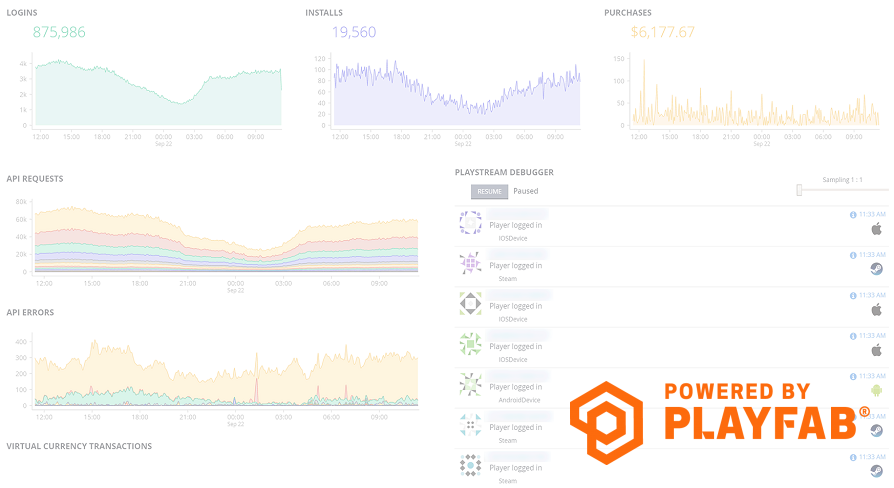 LOGINS
875,986
4k
3k
2k
1k
0
12:00 15:00 18:00 21:00 00:00 03:00 06:00 09:00
Sep 22
INSTALLS
19,560
120
100
80
60
40
20
0
12:00 15:00 18:00 21:00 00:00 03:00 06:00 09:00
Sep 22
PURCHASES
$6,177.67
150
100
50
0
12:00 15:00 18:00 21:00 00:00 03:00 06:00 09:00
Sep 22
API REQUESTS
80k
60k
40k
20k
0
12:00 15:00 18:00 21:00 00:00 03:00 06:00 09:00
Sep 22
API ERRORS
400
300
200
100
0
12:00 15:00 18:00 21:00 00:00 03:00 06:00 09:00
Sep 22
VIRTUAL CURRENCY TRANSACTIONS
PLAYSTREAM DEBUGGER
RESUME Paused
Sampling 1 : 1
11:33 AM
Player logged in
IOSDevice
11:33 AM
Player logged in
Steam
11:33 AM
Player logged in
IOSDevice
11:33 AM
Player logged in
IOSDevice
11:33 AM
Player logged in
AndroidDevice
11:33 AM
Player logged in
Steam
11:33 AM
Player logged in
Steam
POWERED BY
PLAYFAB®